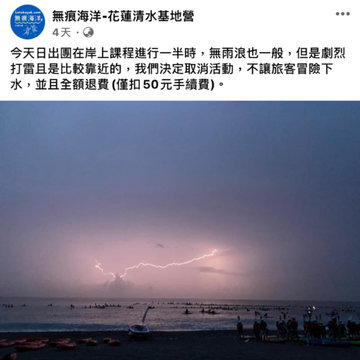 無痕海洋-花蓮清水基地營
4天
今天日出團在岸上課程進行一半時，無雨浪也一般，但是劇烈
打雷且是比較靠近的，我們決定取消活動，不讓旅客冒險下
水，並且全額退費 (僅扣 50 元手續費)。
無痕海洋